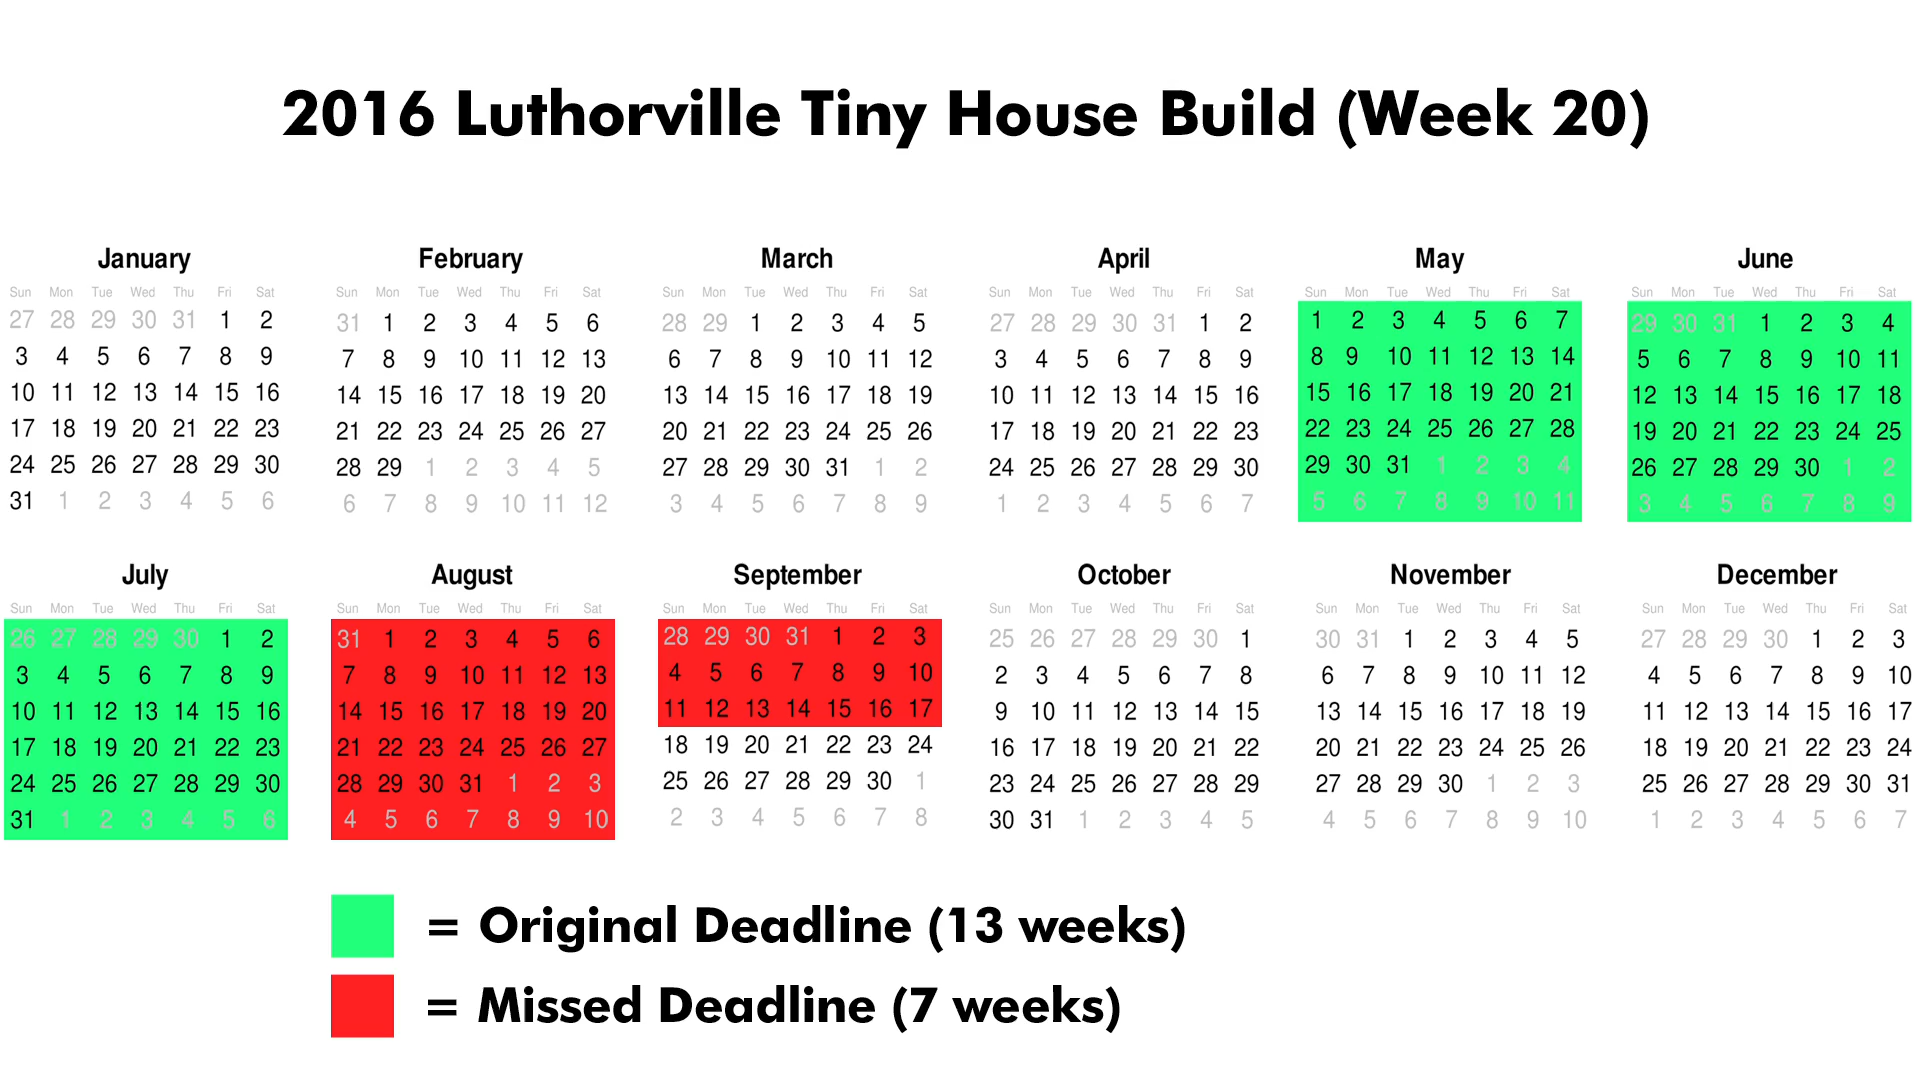 2016 Luthorville Tiny House Build (Week 20)
January February March April May June
Sun Mon Tue Wed Thu Fri Sat Sun Mon Tue Wed Thu Fri Sat Sun Mon Tue Wed Thu Fri Sat Sun Mon Tue Wed Thu Fri Sat Sun Mon Tue Wed Thu Fri Sat Sun Mon Tue Wed Thu Fri Sat
27 28 29 30 31 1 2 31 1 2 3 4 5 6 28 29 1 2 3 4 5 27 28 29 30 31 1 2 1 2 3 4 5 6 7 29 30 31 1 2 3 4
3 4 5 6 7 8 9 7 8 9 10 11 12 13 6 7 8 9 10 11 12 3 4 5 6 7 8 9 8 9 10 11 12 13 14 5 6 7 8 9 10 11
10 11 12 13 14 15 16 14 15 16 17 18 19 20 13 14 15 16 17 18 19 10 11 12 13 14 15 16 15 16 17 18 19 20 21 12 13 14 15 16 17 18
17 18 19 20 21 22 23 21 22 23 24 25 26 27 20 21 22 23 24 25 26 17 18 19 20 21 22 23 22 23 24 25 26 27 28 19 20 21 22 23 24 25
24 25 26 27 28 29 30 28 29 1 2 3 4 5 27 28 29 30 31 1 2 24 25 26 27 28 29 30 29 30 31 1 2 3 4 26 27 28 29 30 1 2
31 1 2 3 4 5 6 6 7 8 9 10 11 12 3 4 5 6 7 8 9 1 2 3 4 5 6 7 5 6 7 8 9 10 11 3 4 5 6 7 8 9
July August September October November December
Sun Mon Tue Wed Thu Fri Sat Sun Mon Tue Wed Thu Fri Sat Sun Mon Tue Wed Thu Fri Sat Sun Mon Tue Wed Thu Fri Sat Sun Mon Tue Wed Thu Fri Sat Sun Mon Tue Wed Thu Fri Sat
26 27 28 29 30 1 2 31 1 2 3 4 5 6 28 29 30 31 1 2 3 25 26 27 28 29 30 1 30 31 1 2 3 4 5 27 28 29 30 1 2 3
3 4 5 6 7 8 9 7 8 9 10 11 12 13 4 5 6 7 8 9 10 2 3 4 5 6 7 8 6 7 8 9 10 11 12 4 5 6 7 8 9 10
10 11 12 13 14 15 16 14 15 16 17 18 19 20 11 12 13 14 15 16 17 9 10 11 12 13 14 15 13 14 15 16 17 18 19 11 12 13 14 15 16 17
17 18 19 20 21 22 23 21 22 23 24 25 26 27 18 19 20 21 22 23 24 16 17 18 19 20 21 22 20 21 22 23 24 25 26 18 19 20 21 22 23 24
24 25 26 27 28 29 30 28 29 30 31 1 2 3 25 26 27 28 29 30 1 23 24 25 26 27 28 29 27 28 29 30 1 2 3 25 26 27 28 29 30 31
31 1 2 3 4 5 6 4 5 6 7 8 9 10 2 3 4 5 6 7 8 30 31 1 2 3 4 5 4 5 6 7 8 9 10 1 2 3 4 5 6 7
= Original Deadline (13 weeks)
= Missed Deadline (7 weeks)